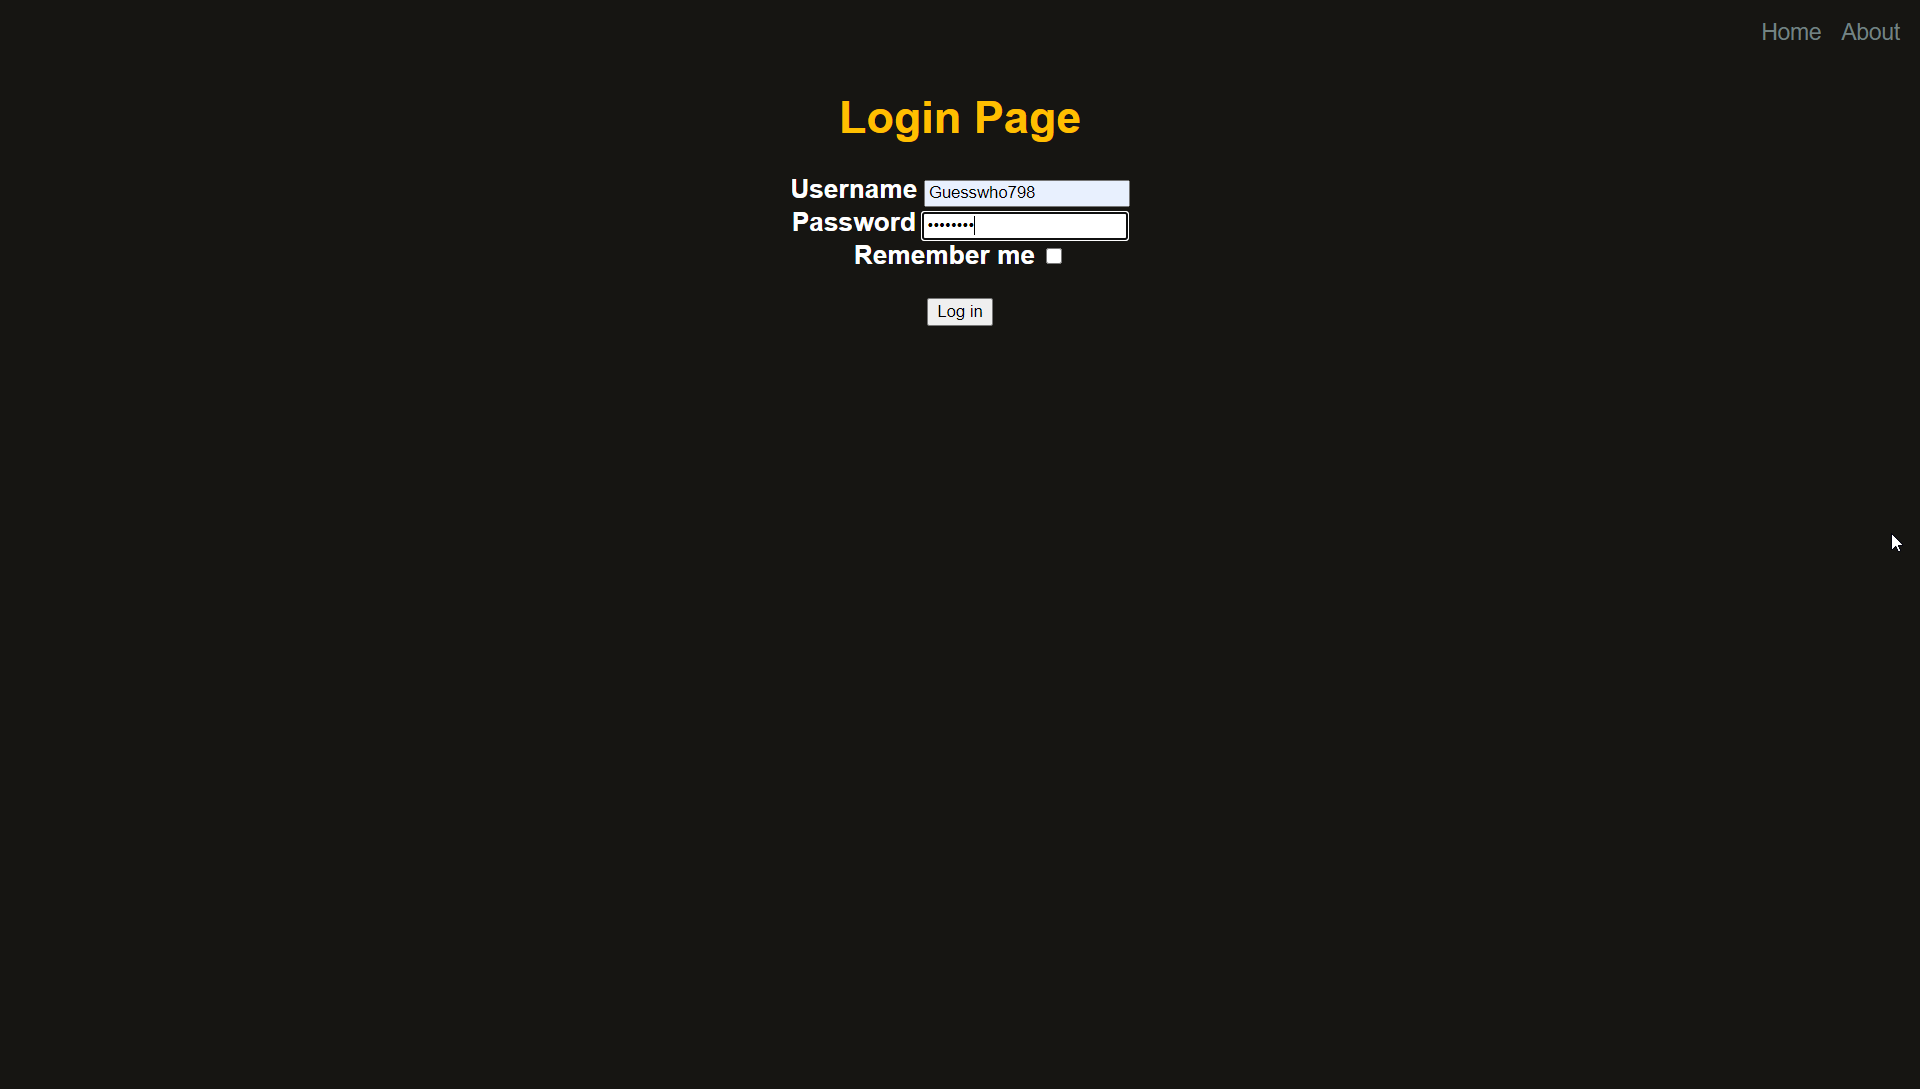 Home About
Login Page
Username Guesswho798
Password ••••••••
Remember me
Log in